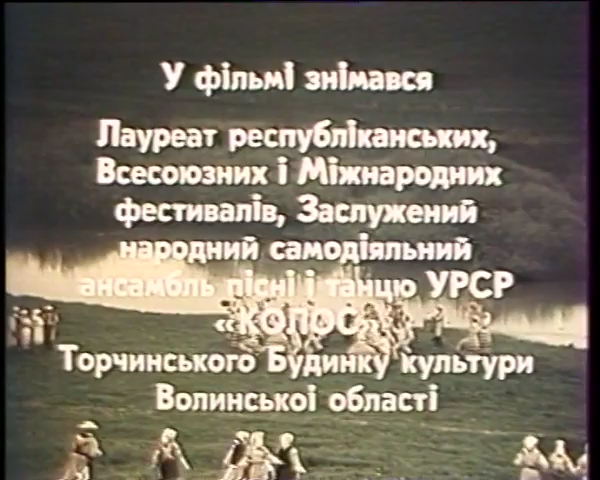 У фільмі знімався
Лауреат республіканських,
Всесоюзних і Міжнародних
фестивалів, Заслужений
народний самодіяльний
ансамбль пісні і танцю УРСР
«КОЛОС»
Торчинського Будинку культури
Волинської області